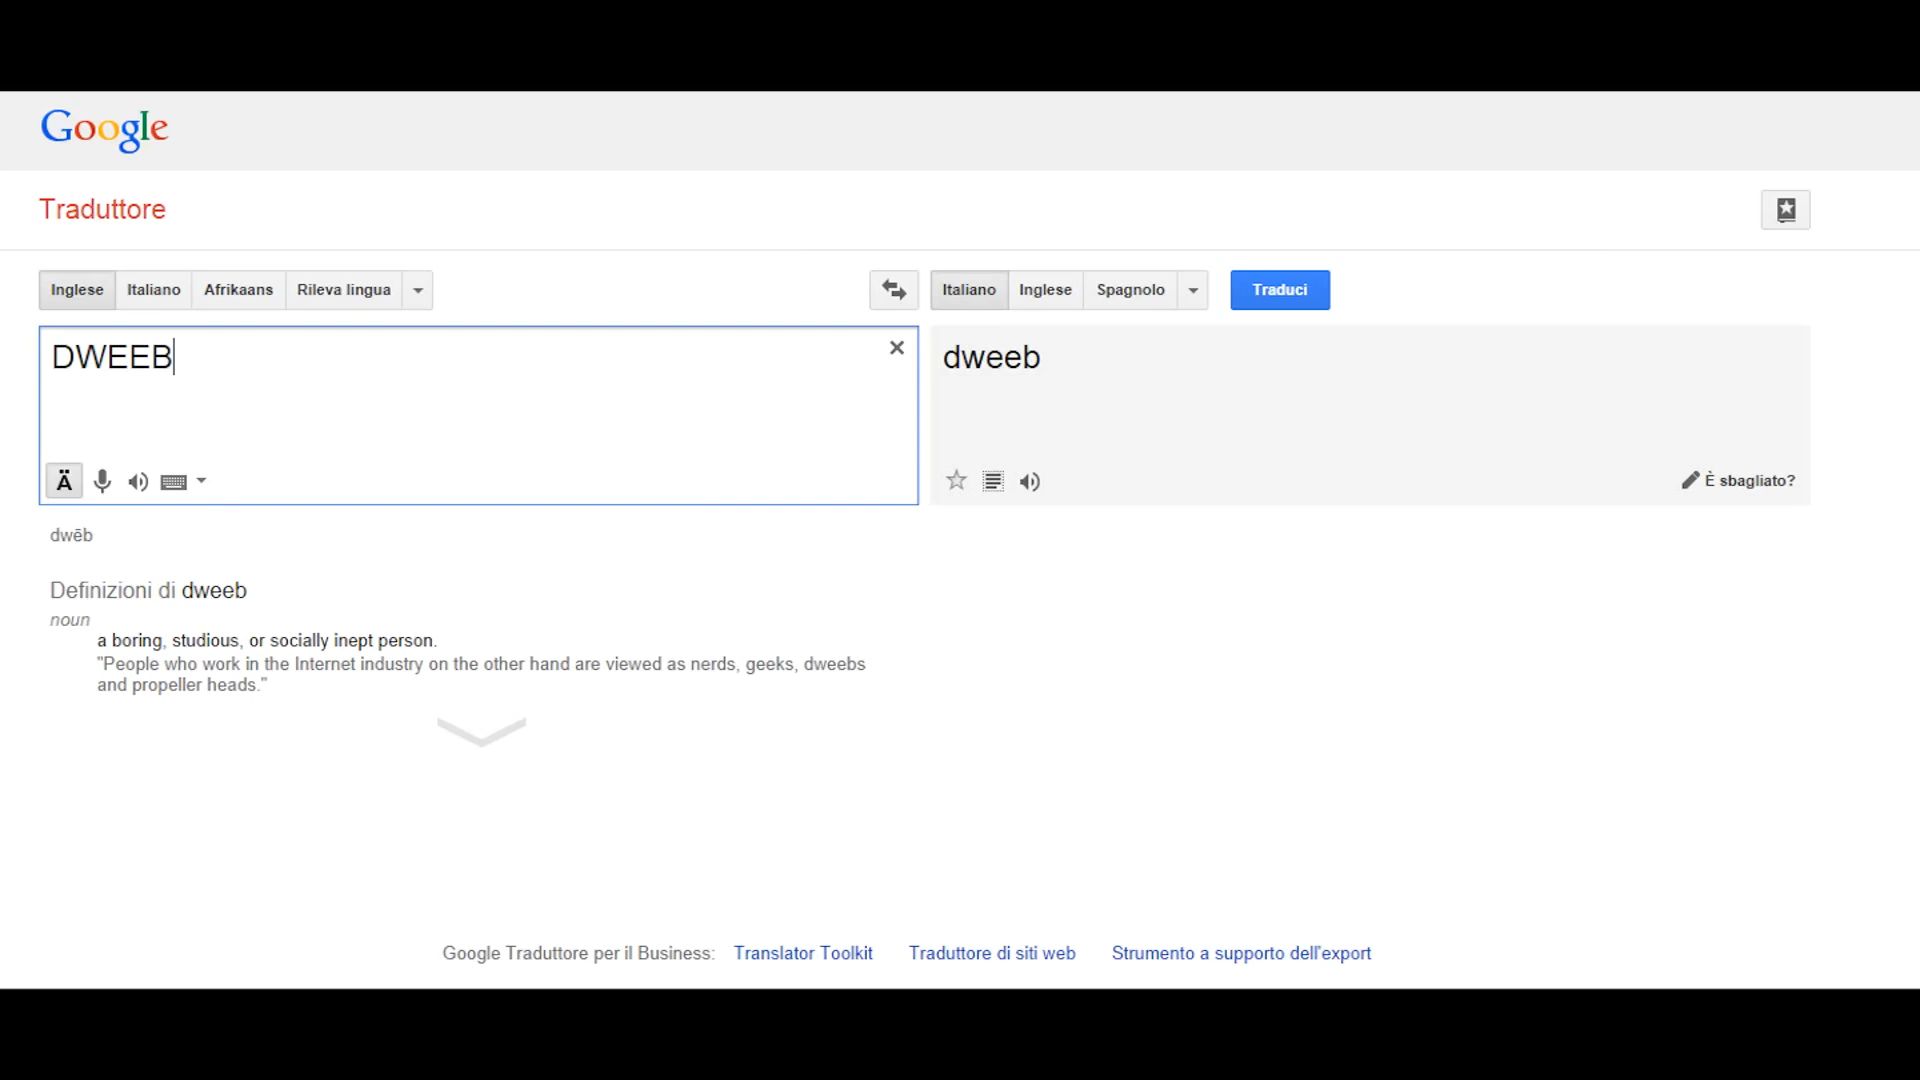 Google
Traduttore
Inglese Italiano Afrikaans Rileva lingua Italiano Inglese Spagnolo Traduci
DWEEB dweeb
Ä È sbagliato?
dwēb
Definizioni di dweeb
noun
a boring, studious, or socially inept person.
"People who work in the Internet industry on the other hand are viewed as nerds, geeks, dweebs
and propeller heads."
Google Traduttore per il Business: Translator Toolkit Traduttore di siti web Strumento a supporto dell'export